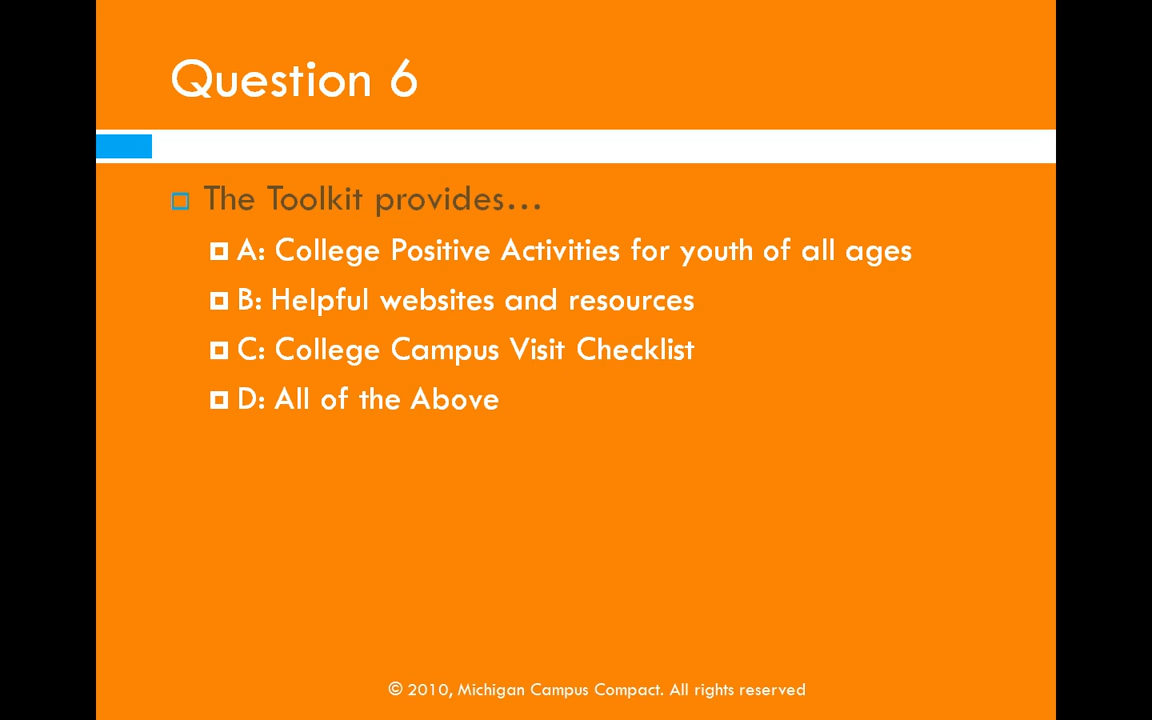 Question 6
The Toolkit provides...
A: College Positive Activities for youth of all ages
B: Helpful websites and resources
C: College Campus Visit Checklist
D: All of the Above
© 2010, Michigan Campus Compact. All rights reserved